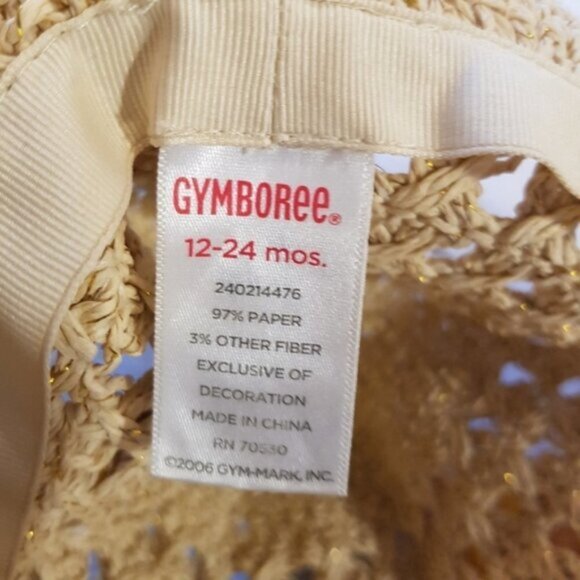 GYMBOREE®
12-24 mos.
240214476
97% PAPER
3% OTHER FIBER
EXCLUSIVE OF
DECORATION
MADE IN CHINA
RN 70530
©2006 GYM-MARK, INC.